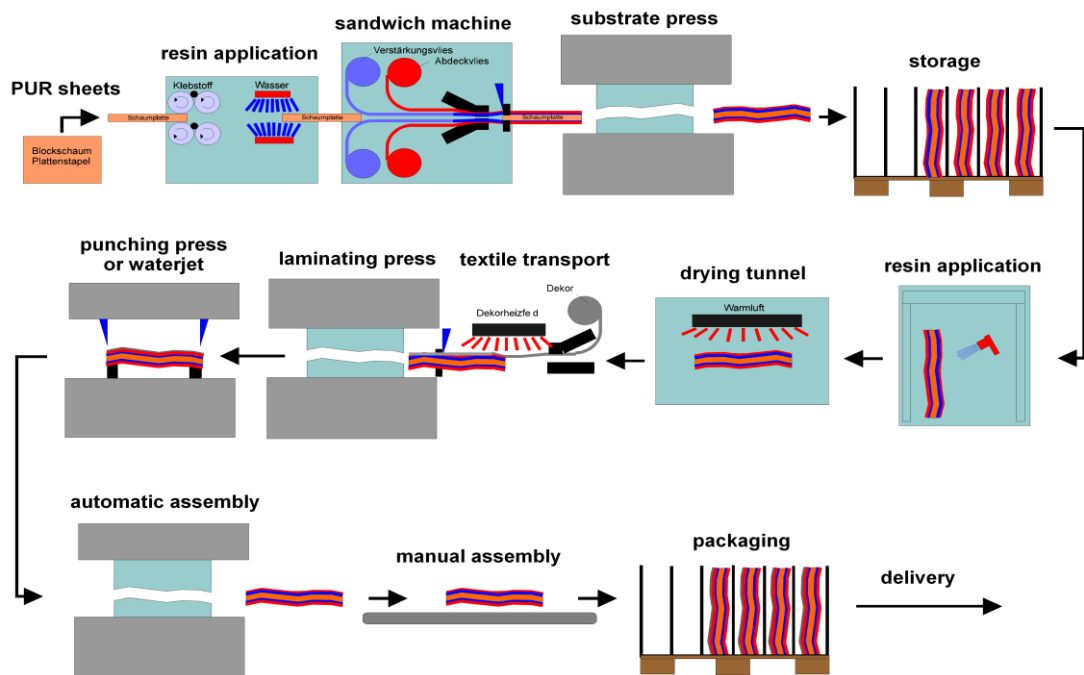 substrate press
sandwich machine
resin application
storage
PUR sheets
Verstärkungsvlies
Abdeckvlies
Klebstoff
Wasser
Schaumplatte
Schaumplatte
Schaumplatte
Blockschaum
Plattenstapel
punching press
or waterjet
laminating press
textile transport
drying tunnel
resin application
Dekor
Dekorheizfe d
Warmluft
automatic assembly
manual assembly
packaging
delivery